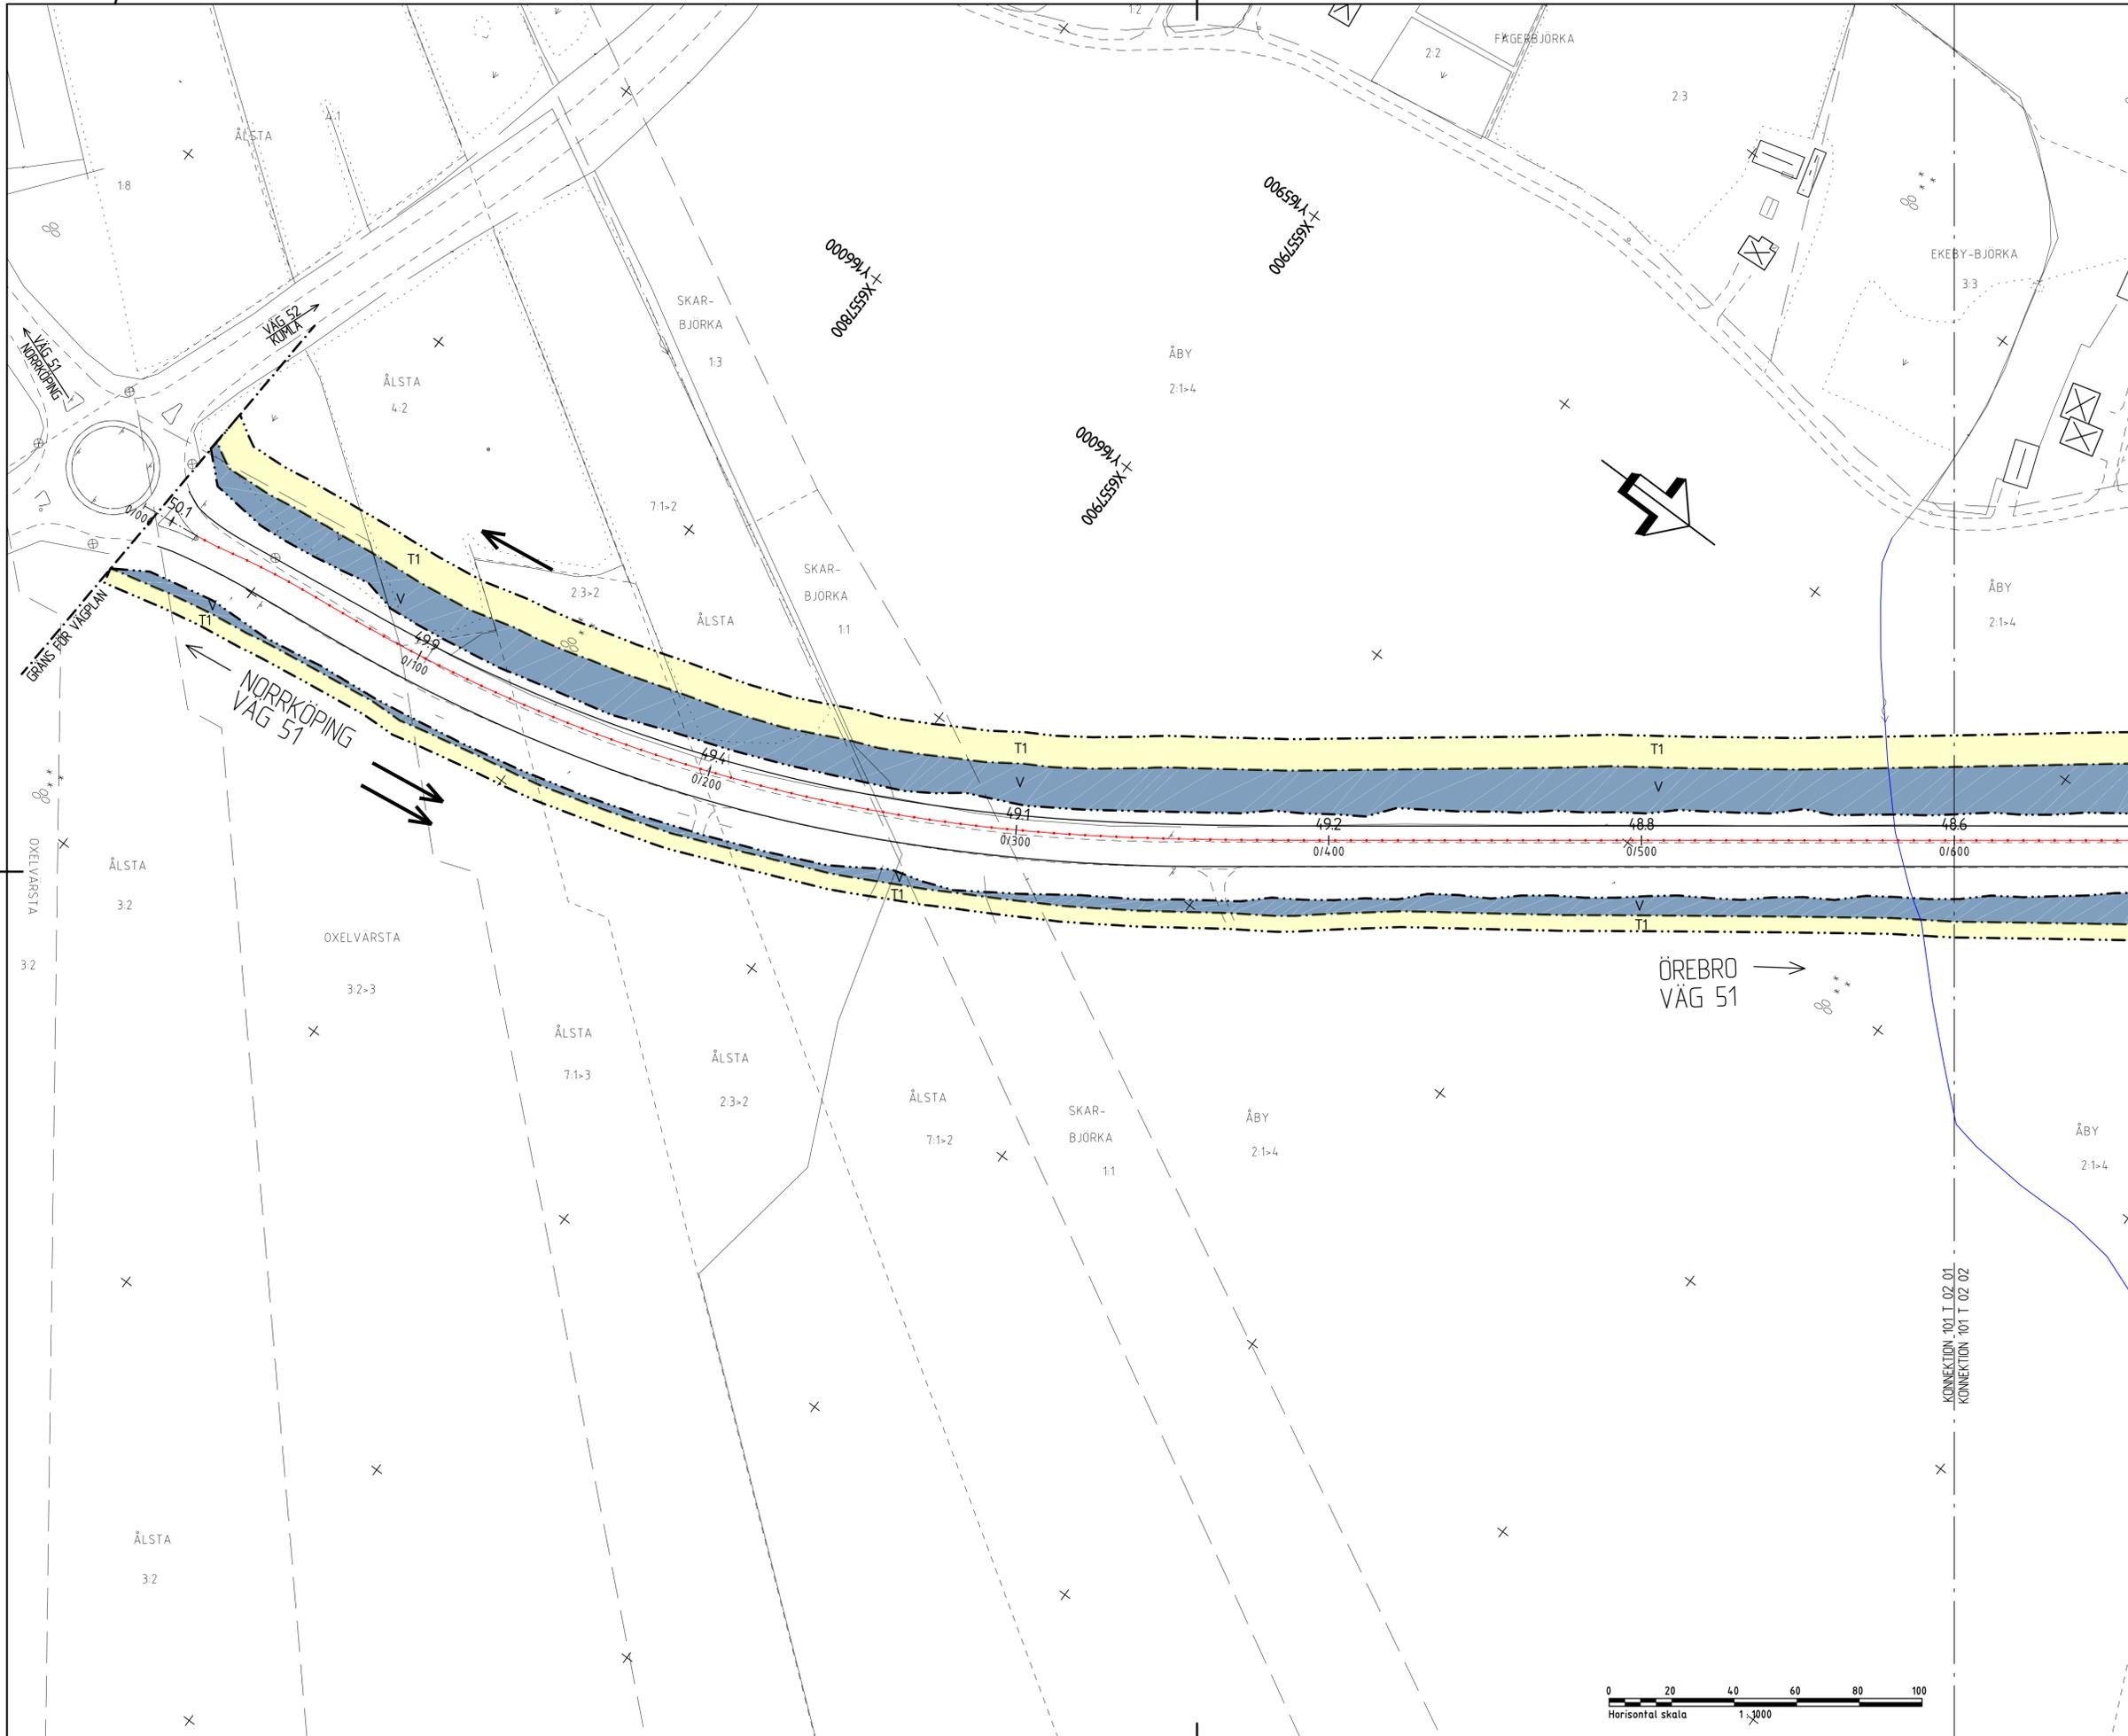 1:2
2:2
FAGERBJÖRKA
2:3
ÅLSTA
4:1
1:8
Y165900
X6557900
Y166000
X6557800
EKEBY-BJÖRKA
3:3
SKAR-
BJÖRKA
1:3
VÄG 52
KUMLA
VÄG 51
NORRKÖPING
ÅLSTA
4:2
ÅBY
2:1>4
Y166000
X6557900
7:1>2
50.1
0/000
T1
V
2:3>2
SKAR-
BJÖRKA
1:1
ÅLSTA
ÅBY
2:1>4
V
T1
GRÄNS FÖR VÄGPLAN
49.9
0/100
NORRKÖPING
VÄG 51
T1
T1
V
V
49.4
0/200
49.1
0/300
49.2
0/400
48.8
0/500
48.6
0/600
V
T1
V
T1
OXELVARSTA
3:2
ÅLSTA
3:2
OXELVARSTA
3:2>3
ÖREBRO
VÄG 51
ÅLSTA
7:1>3
ÅLSTA
2:3>2
ÅLSTA
7:1>2
SKAR-
BJÖRKA
1:1
ÅBY
2:1>4
ÅBY
2:1>4
KONNEKTION 101 T 02 01
KONNEKTION 101 T 02 02
ÅLSTA
3:2
0 20 40 60 80 100
Horisontal skala 1:1000